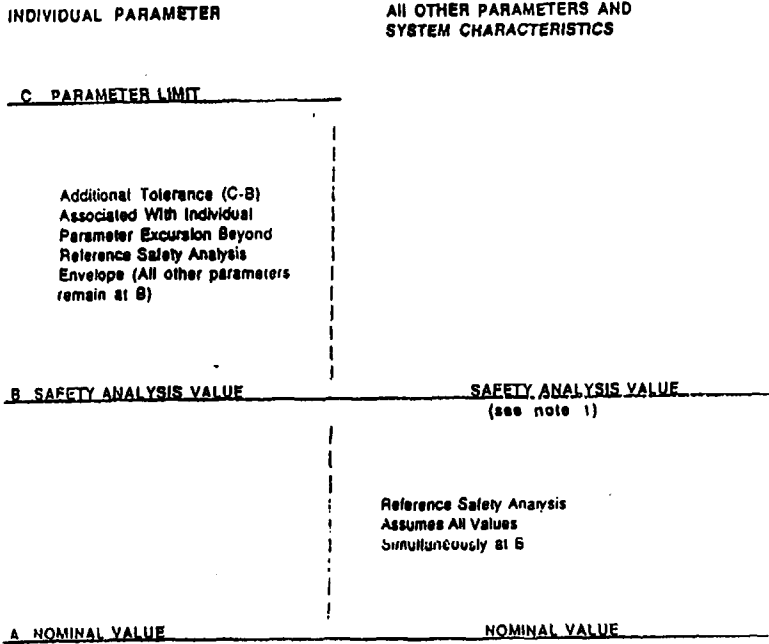 INDIVIDUAL PARAMETER
All OTHER PARAMETERS AND
SYSTEM CHARACTERISTICS
C PARAMETER LIMIT
Additional Tolerance (C-B)
Associated With Individual
Parameter Excursion Beyond
Reference Safety Analysis
Envelope (All other parameters
remain at B)
B SAFETY ANALYSIS VALUE
SAFETY ANALYSIS VALUE
(see note 1)
Reference Safety Analysis
Assumes All Values
Simultaneously at B
A NOMINAL VALUE
NOMINAL VALUE